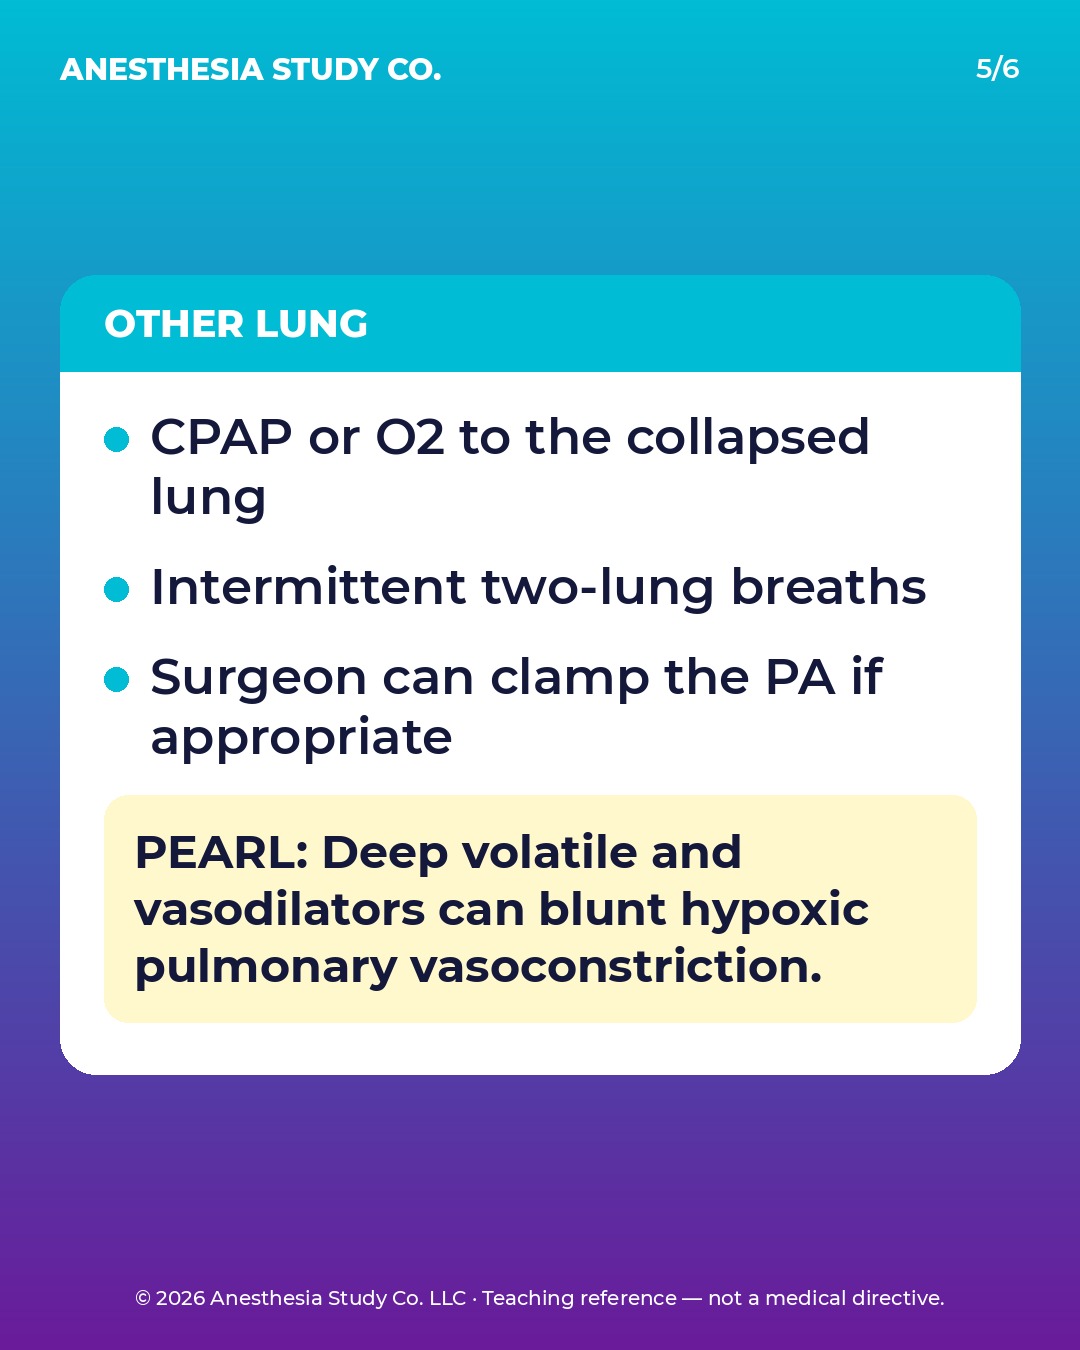 ANESTHESIA STUDY CO.
5/6
OTHER LUNG
CPAP or O2 to the collapsed
lung
Intermittent two-lung breaths
Surgeon can clamp the PA if
appropriate
PEARL: Deep volatile and
vasodilators can blunt hypoxic
pulmonary vasoconstriction.
© 2026 Anesthesia Study Co. LLC · Teaching reference — not a medical directive.